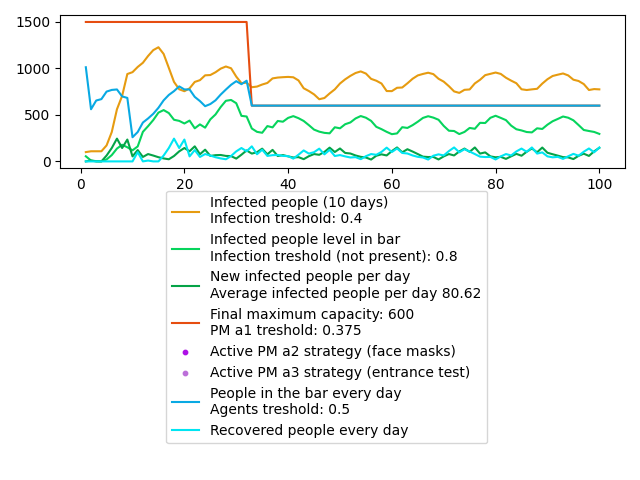 1500
1000
500
0
0
20
40
60
80
100
Infected people (10 days)
Infection treshold: 0.4
Infected people level in bar
Infection treshold (not present): 0.8
New infected people per day
Average infected people per day 80.62
Final maximum capacity: 600
PM a1 treshold: 0.375
Active PM a2 strategy (face masks)
Active PM a3 strategy (entrance test)
People in the bar every day
Agents treshold: 0.5
Recovered people every day